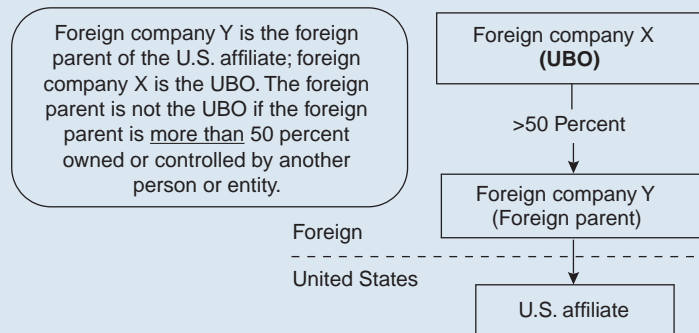 Foreign company Y is the foreign
parent of the U.S. affiliate; foreign
company X is the UBO. The foreign
parent is not the UBO if the foreign
parent is more than 50 percent
owned or controlled by another
person or entity.
Foreign company X
(UBO)
>50 Percent
Foreign company Y
(Foreign parent)
Foreign
United States
U.S. affiliate